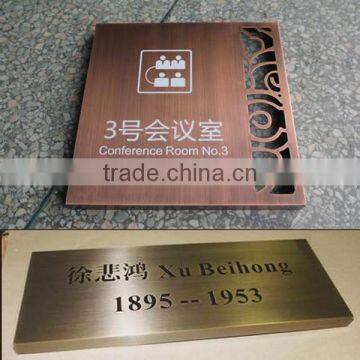 3号会议室
Conference Room No.3
trade.china.cn
徐悲鸿 Xu Beihong
1895 -- 1953